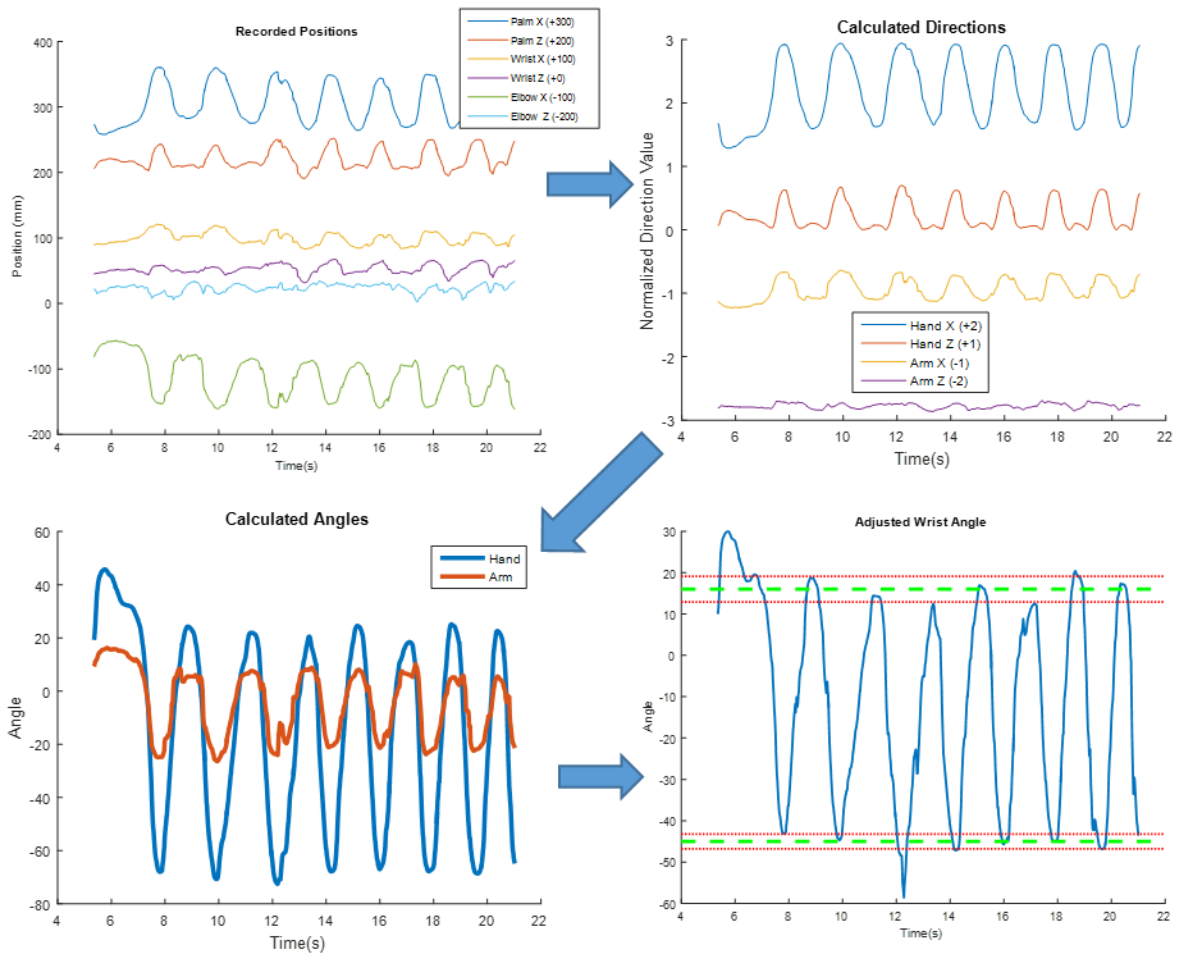 Recorded Positions
Palm X (+300)
Palm Z (+200)
Wrist X (+100)
Wrist Z (+0)
Elbow X (-100)
Elbow Z (-200)
400
300
200
100
0
-100
-200
Position (mm)
4 6 8 10 12 14 16 18 20 22
Time(s)
Calculated Directions
3
2
1
0
-1
-2
-3
Normalized Direction Value
Hand X (+2)
Hand Z (+1)
Arm X (-1)
Arm Z (-2)
4 6 8 10 12 14 16 18 20 22
Time(s)
Calculated Angles
Hand
Arm
60
40
20
0
-20
-40
-60
-80
Angle
4 6 8 10 12 14 16 18 20 22
Time(s)
Adjusted Wrist Angle
30
20
10
0
-10
-20
-30
-40
-50
-60
Angle
4 6 8 10 12 14 16 18 20 22
Time(s)